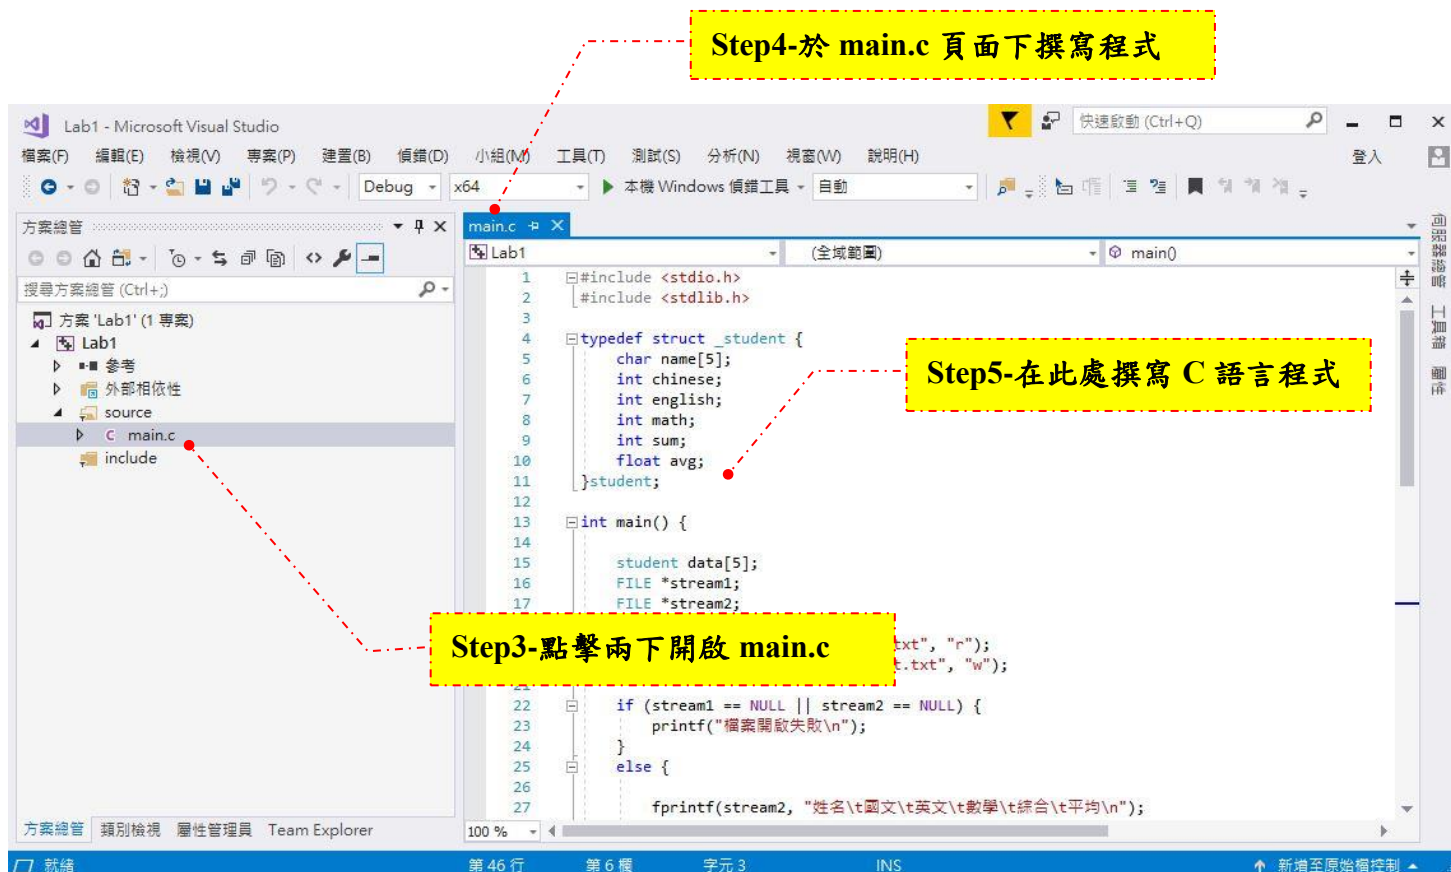 Step4-於 main.c 頁面下撰寫程式
Lab1 - Microsoft Visual Studio
快速啟動 (Ctrl+Q)
檔案(F) 編輯(E) 檢視(V) 專案(P) 建置(B) 偵錯(D) 小組(M) 工具(T) 測試(S) 分析(N) 視窗(W) 說明(H) 登入
Debug x64 本機 Windows 偵錯工具 自動
方案總管
搜尋方案總管 (Ctrl+;)
方案 'Lab1' (1 專案)
Lab1
參考
外部相依性
source
main.c
include
方案總管 類別檢視 屬性管理員 Team Explorer
main.c
Lab1 (全域範圍) main()
1 #include <stdio.h>
2 #include <stdlib.h>
3
4 typedef struct _student {
5 char name[5];
6 int chinese;
7 int english;
8 int math;
9 int sum;
10 float avg;
11 }student;
12
13 int main() {
14
15 student data[5];
16 FILE *stream1;
17 FILE *stream2;
txt", "r");
t.txt", "w");
21
22 if (stream1 == NULL || stream2 == NULL) {
23 printf("檔案開啟失敗\n");
24 }
25 else {
26
27 fprintf(stream2, "姓名\t國文\t英文\t數學\t綜合\t平均\n");
Step5-在此處撰寫 C 語言程式
Step3-點擊兩下開啟 main.c
100 %
伺服器總管
工具箱
屬性
就緒 第 46 行 第 6 欄 字元 3 INS 新增至原始檔控制